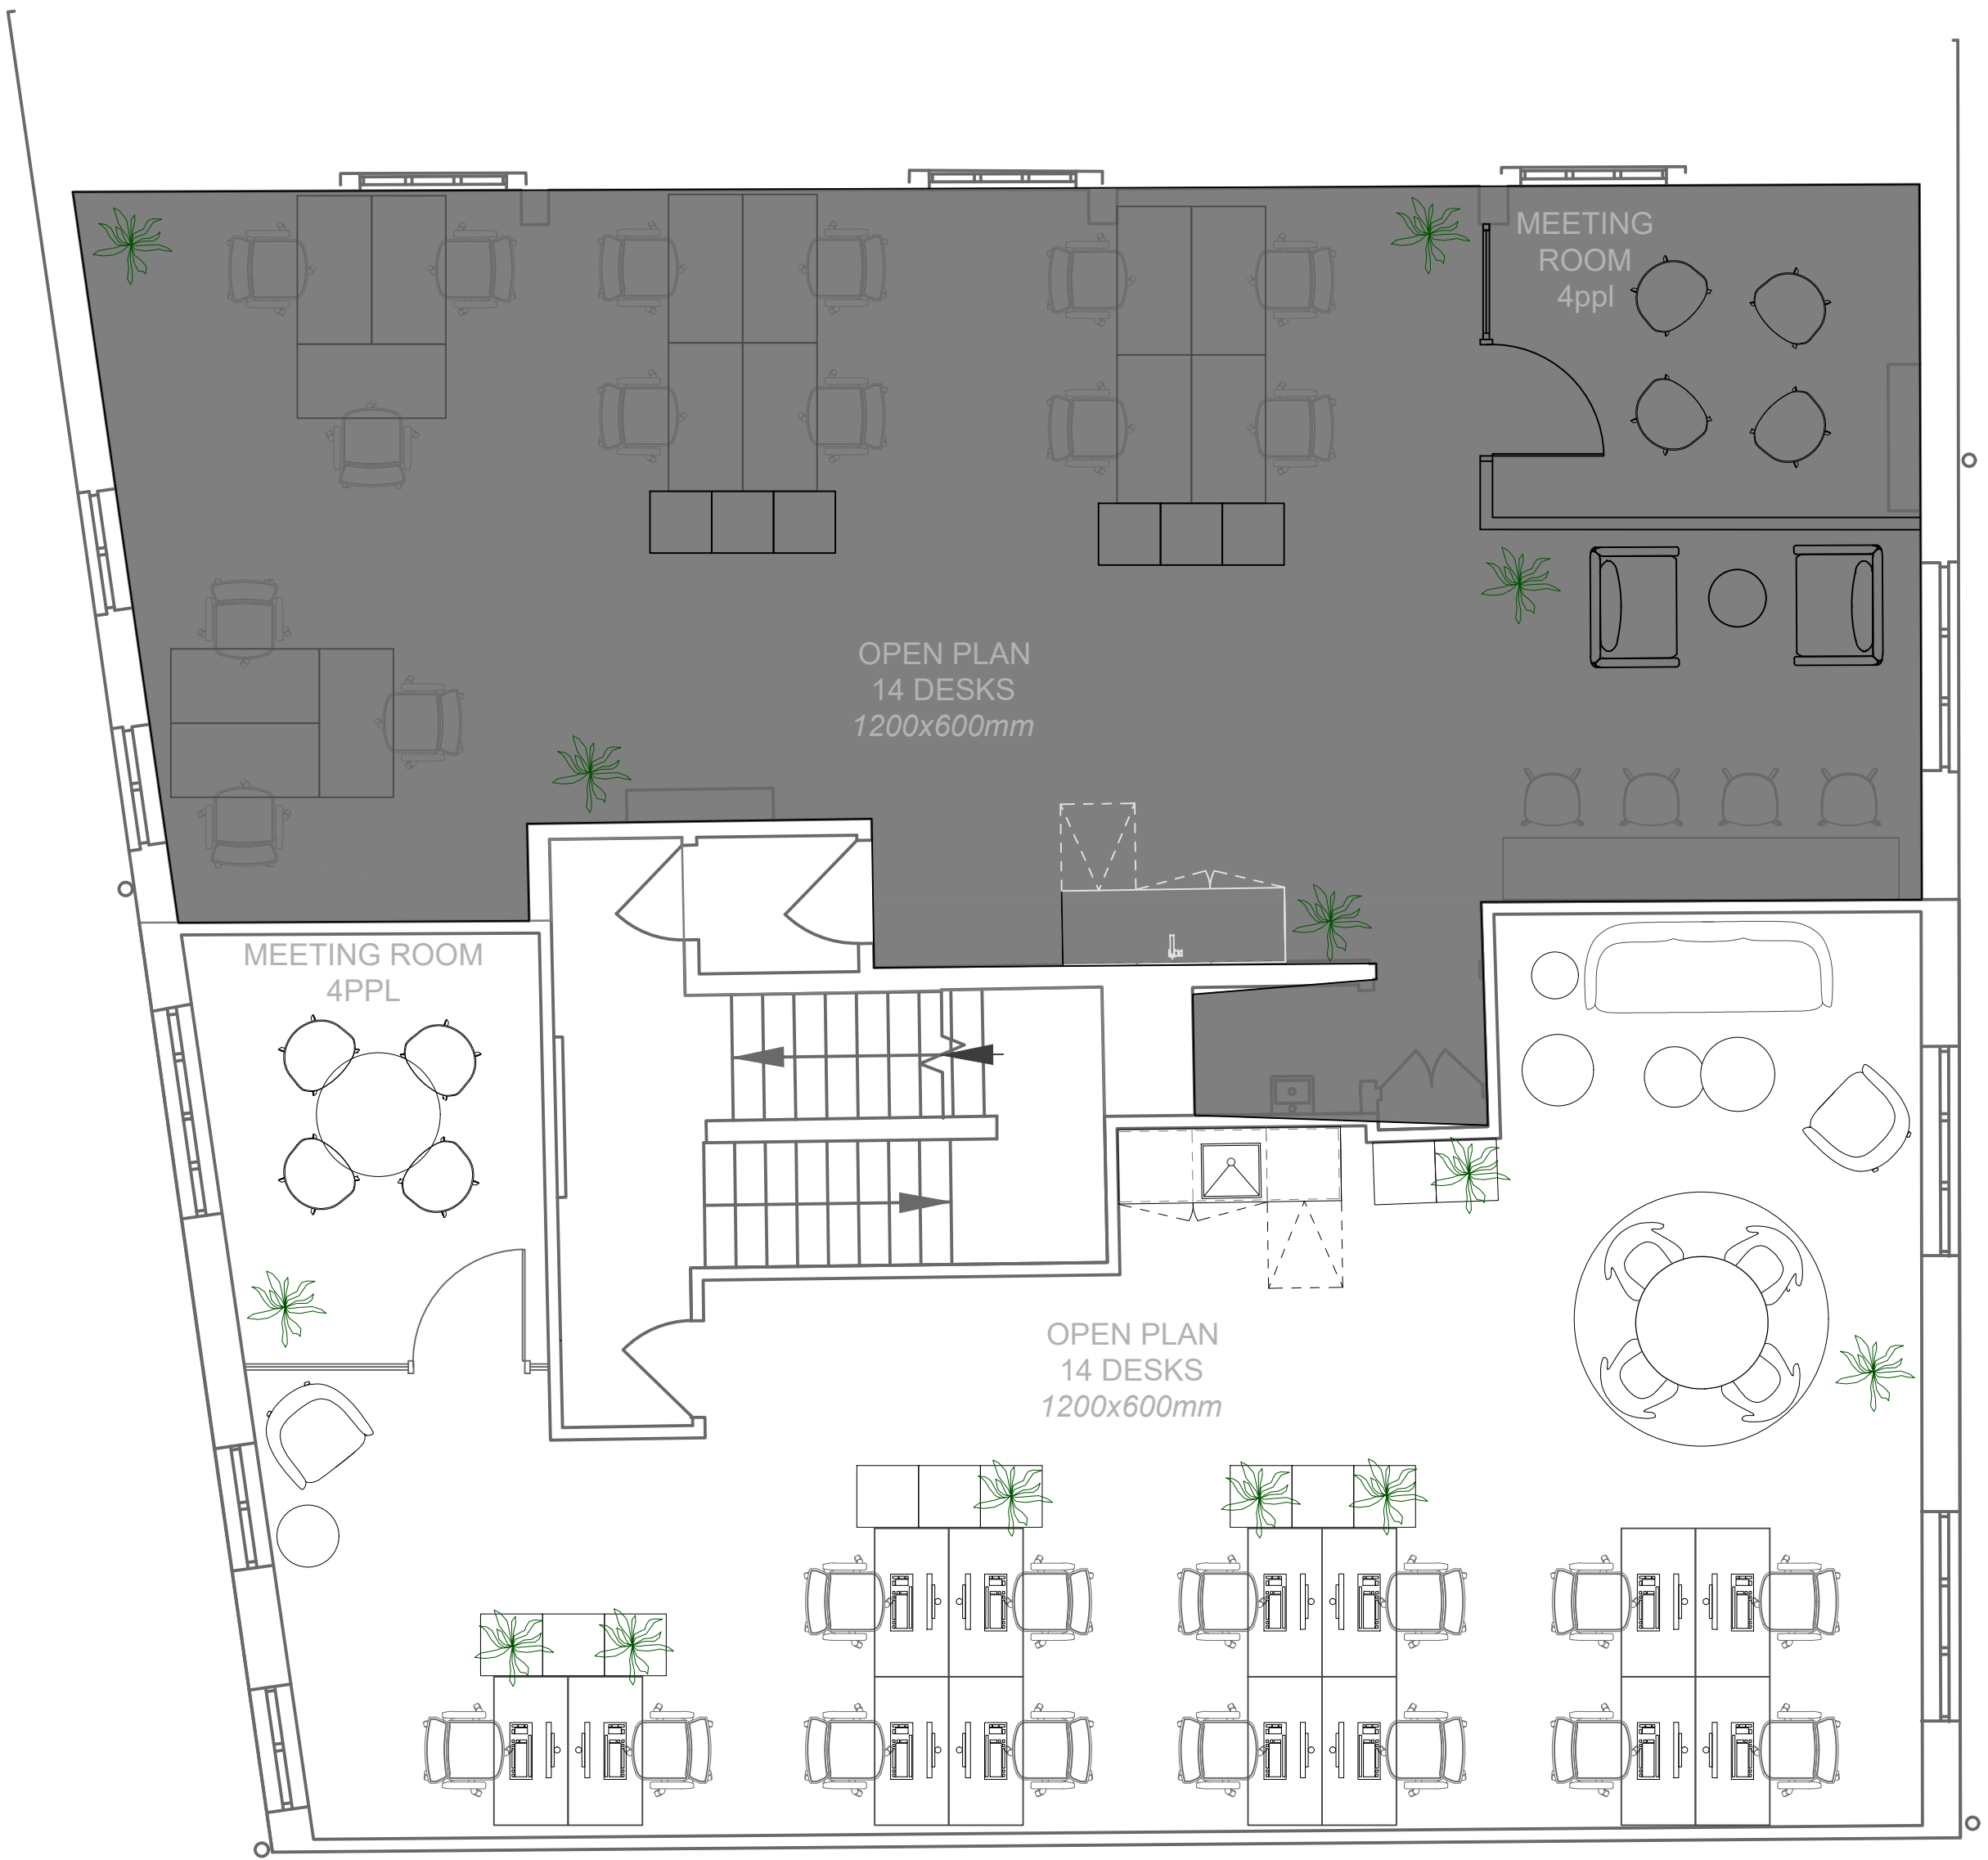 MEETING
ROOM
4ppl
OPEN PLAN
14 DESKS
1200x600mm
MEETING ROOM
4PPL
OPEN PLAN
14 DESKS
1200x600mm